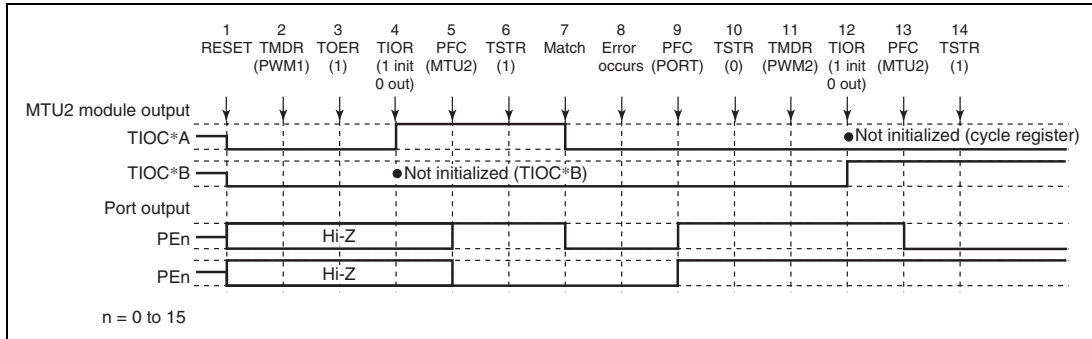 1 2 3 4 5 6 7 8 9 10 11 12 13 14
RESET TMDR TOER TIOR PFC TSTR Match Error PFC TSTR TMDR TIOR PFC TSTR
(PWM1) (1) (1 init (MTU2) (1) occurs (PORT) (0) (PWM2) (1 init (MTU2) (1)
0 out) 0 out)
MTU2 module output
TIOC*A ●Not initialized (cycle register)
TIOC*B ●Not initialized (TIOC*B)
Port output
PEn Hi-Z
PEn Hi-Z
n = 0 to 15